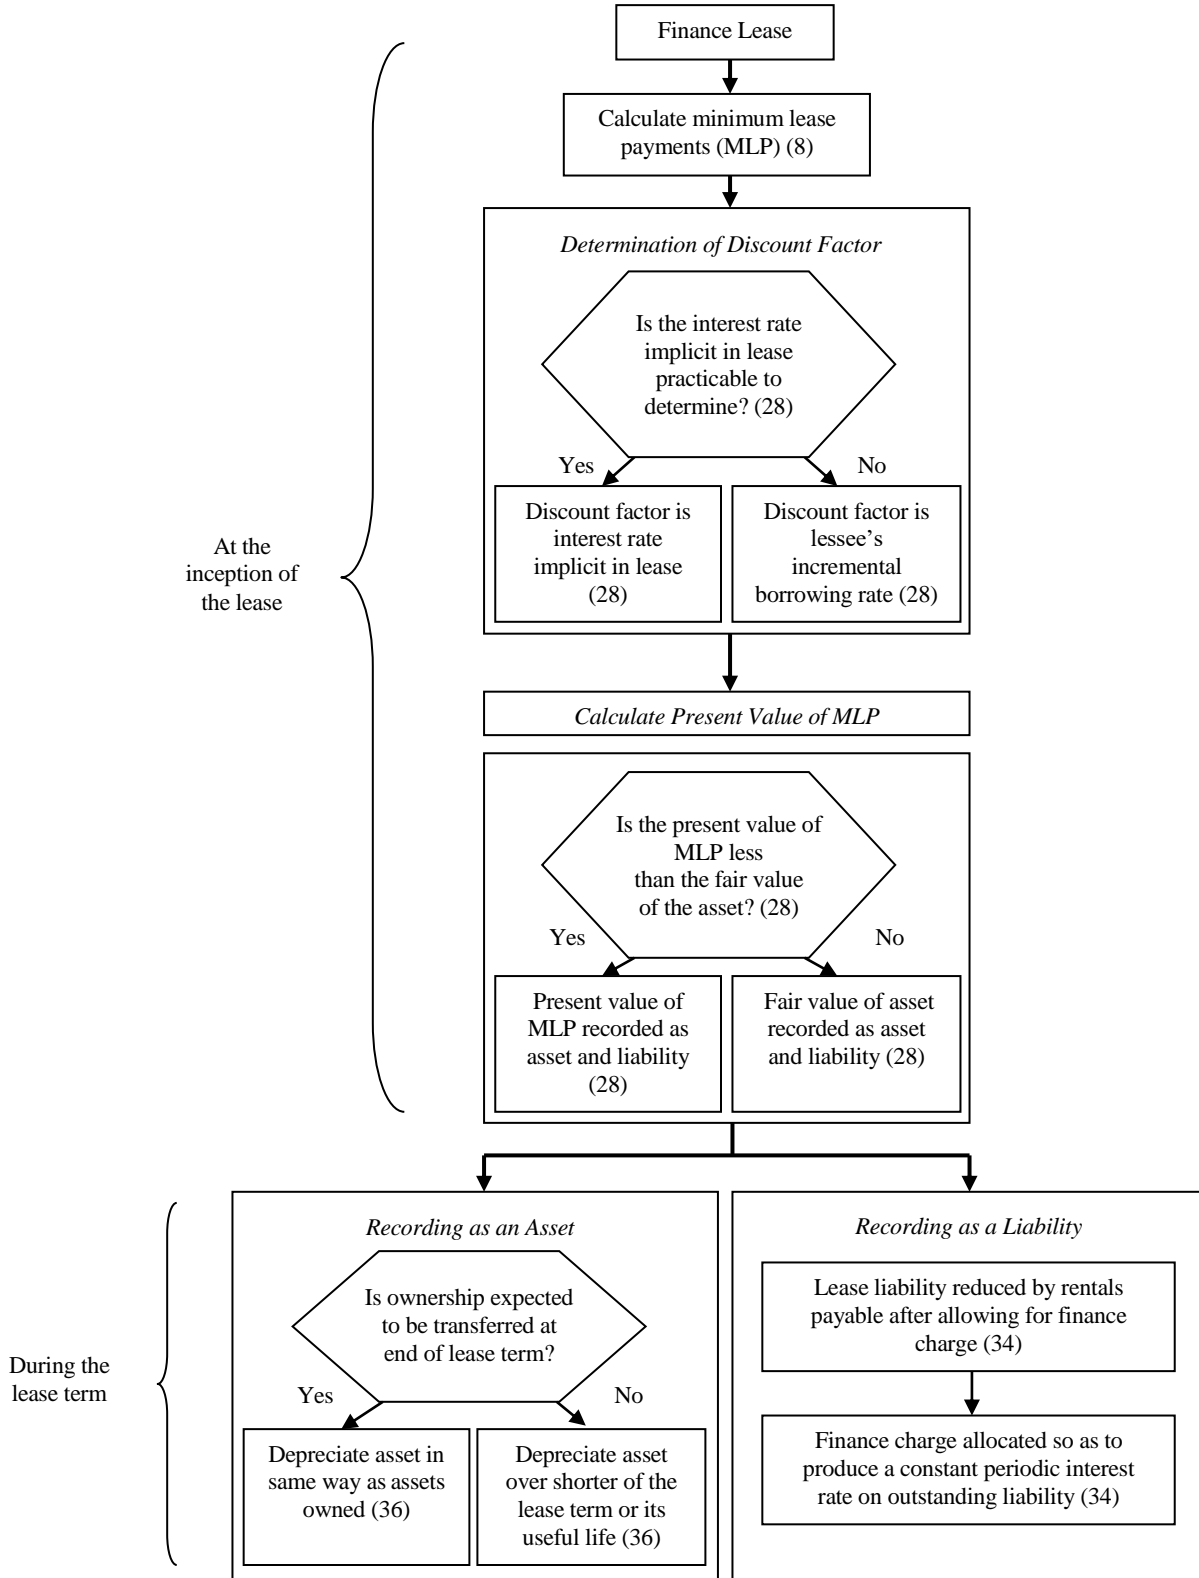 Finance Lease
Calculate minimum lease
payments (MLP) (8)
Determination of Discount Factor
Is the interest rate
implicit in lease
practicable to
determine? (28)
Yes
No
Discount factor is
interest rate
implicit in lease
(28)
Discount factor is
lessee’s
incremental
borrowing rate (28)
At the
inception of
the lease
Calculate Present Value of MLP
Is the present value of
MLP less
than the fair value
of the asset? (28)
Yes
No
Present value of
MLP recorded as
asset and liability
(28)
Fair value of asset
recorded as asset
and liability (28)
During the
lease term
Recording as an Asset
Is ownership expected
to be transferred at
end of lease term?
Yes
No
Depreciate asset in
same way as assets
owned (36)
Depreciate asset
over shorter of the
lease term or its
useful life (36)
Recording as a Liability
Lease liability reduced by rentals
payable after allowing for finance
charge (34)
Finance charge allocated so as to
produce a constant periodic interest
rate on outstanding liability (34)